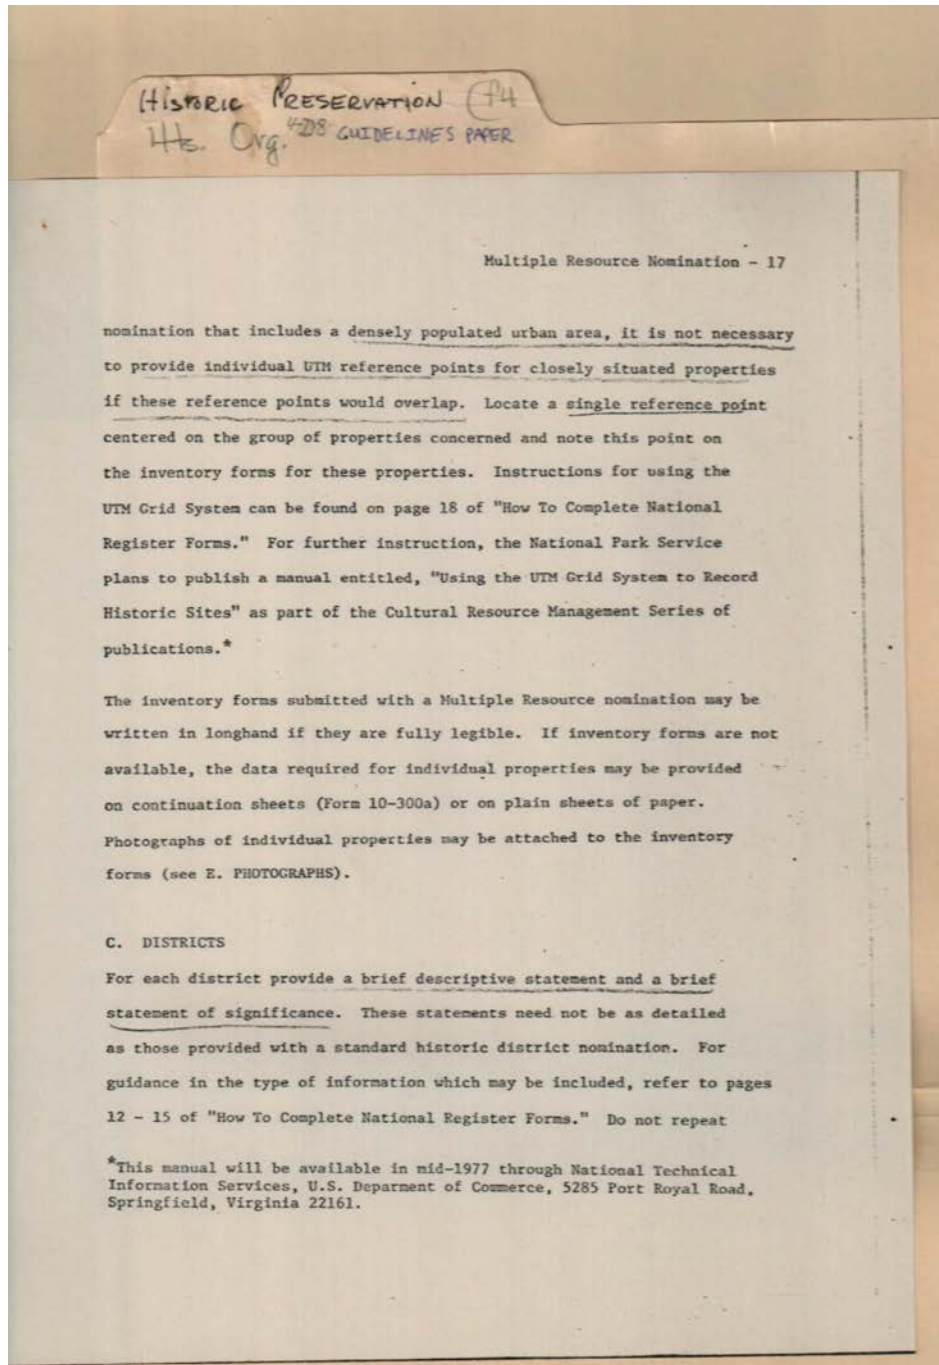 Historic Preservation (f4
Hs. Org. 4-D8 Guidelines Paper
Multiple Resource Nomination - 17
nomination that includes a densely populated urban area, it is not necessary
to provide individual UTM reference points for closely situated properties
if these reference points would overlap. Locate a single reference point
centered on the group of properties concerned and note this point on
the inventory forms for these properties. Instructions for using the
UTM Grid System can be found on page 18 of "How To Complete National
Register Forms." For further instruction, the National Park Service
plans to publish a manual entitled, "Using the UTM Grid System to Record
Historic Sites" as part of the Cultural Resource Management Series of
publications.*
The inventory forms submitted with a Multiple Resource nomination may be
written in longhand if they are fully legible. If inventory forms are not
available, the data required for individual properties may be provided
on continuation sheets (Form 10-300a) or on plain sheets of paper.
Photographs of individual properties may be attached to the inventory
forms (see E. PHOTOGRAPHS).
C. DISTRICTS
For each district provide a brief descriptive statement and a brief
statement of significance. These statements need not be as detailed
as those provided with a standard historic district nomination. For
guidance in the type of information which may be included, refer to pages
12 - 15 of "How To Complete National Register Forms." Do not repeat
*This manual will be available in mid-1977 through National Technical
Information Services, U.S. Deparment of Commerce, 5285 Port Royal Road,
Springfield, Virginia 22161.